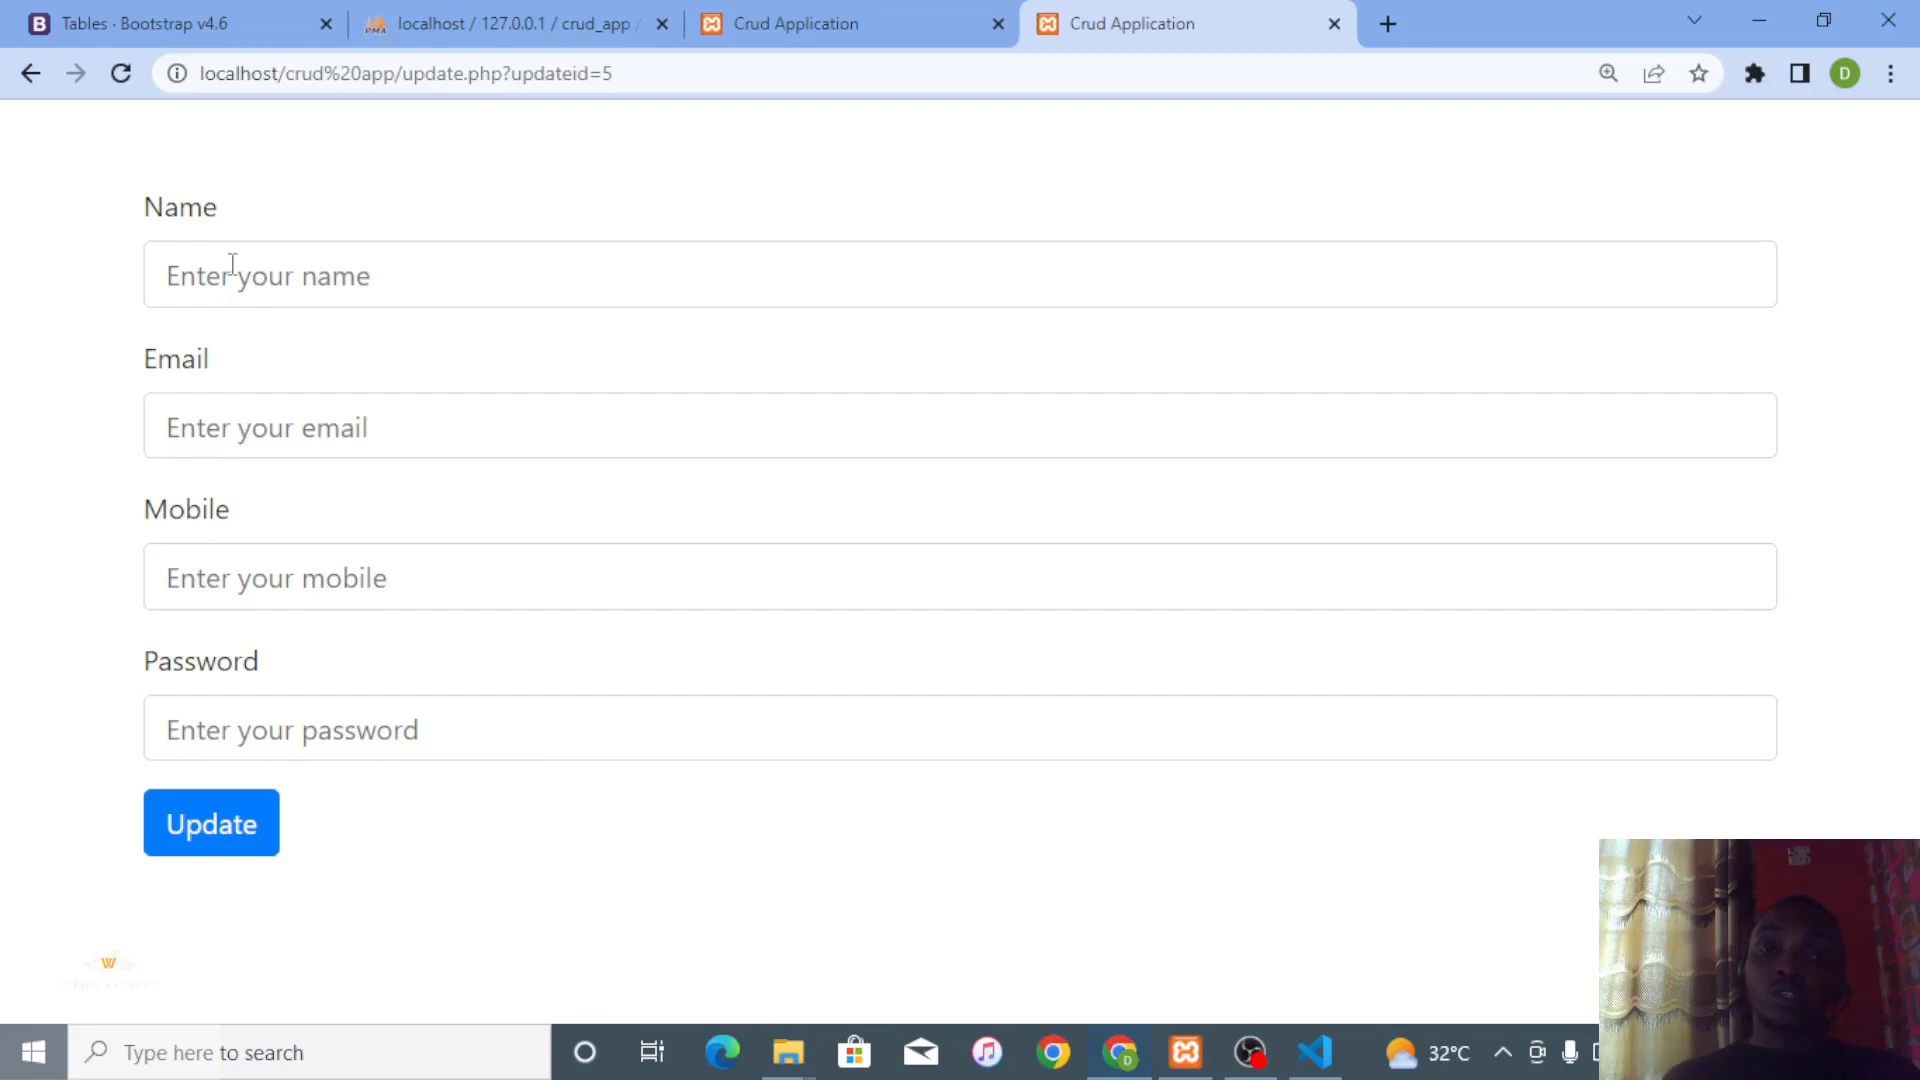 Tables - Bootstrap v4.6
localhost / 127.0.0.1 / crud_app /
Crud Application
Crud Application
localhost/crud%20app/update.php?updateid=5
D
Name
Enter your name
Email
Enter your email
Mobile
Enter your mobile
Password
Enter your password
Update
W
Type here to search
32°C